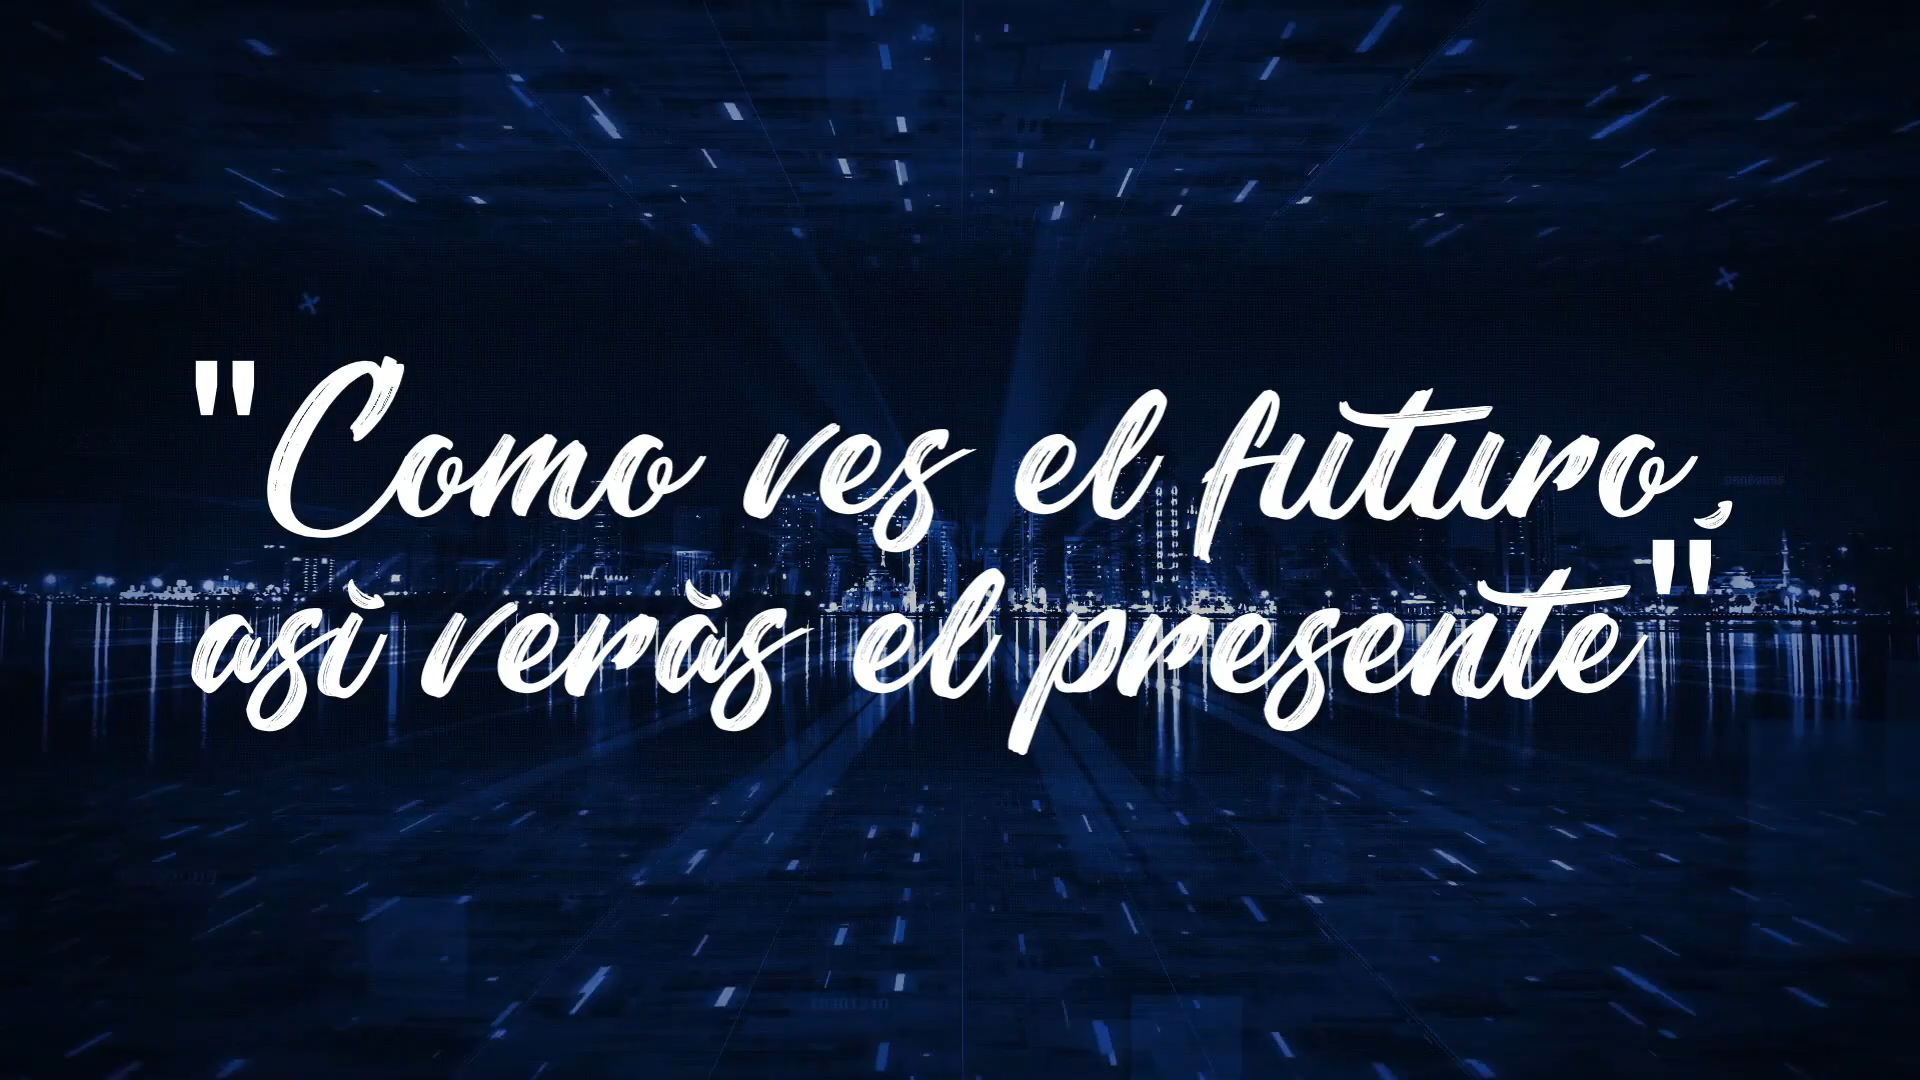 "Como ves el futuro,
asì veràs el presente"